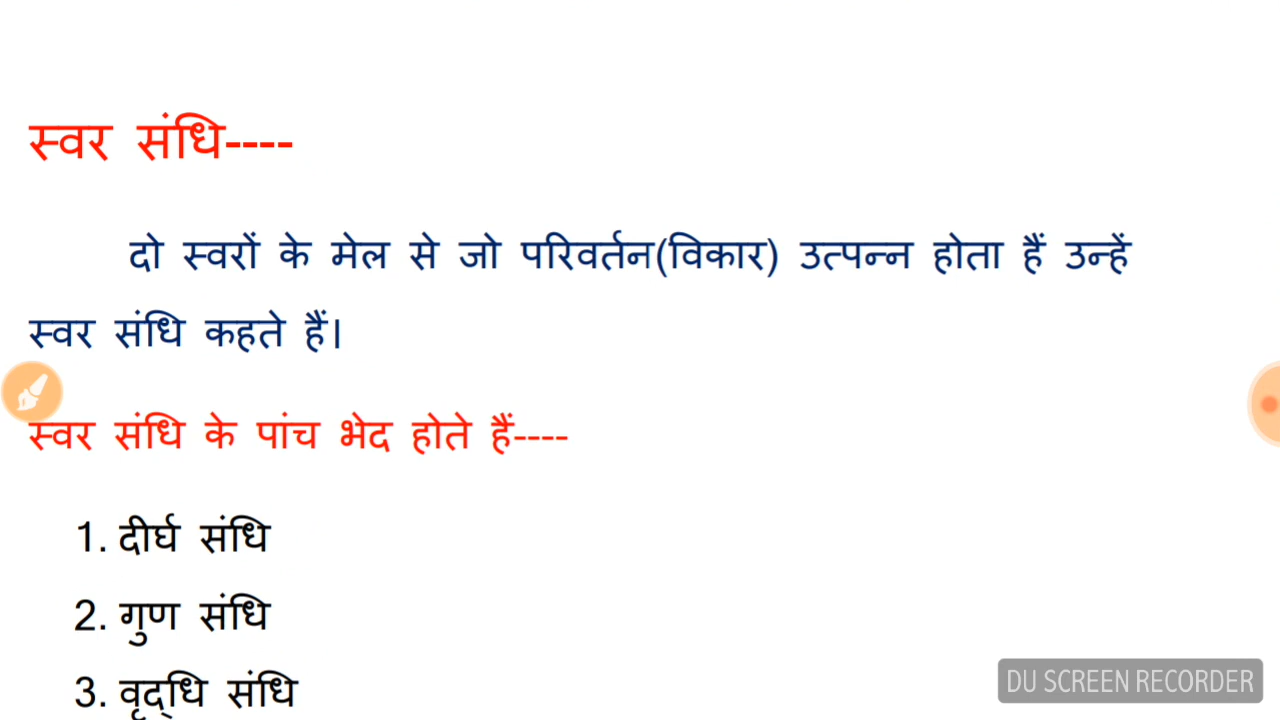 स्वर संधि----
दो स्वरों के मेल से जो परिवर्तन(विकार) उत्पन्न होता हैं उन्हें
स्वर संधि कहते हैं।
स्वर संधि के पांच भेद होते हैं----
1. दीर्घ संधि
2. गुण संधि
3. वृद्‌धि संधि
DU SCREEN RECORDER